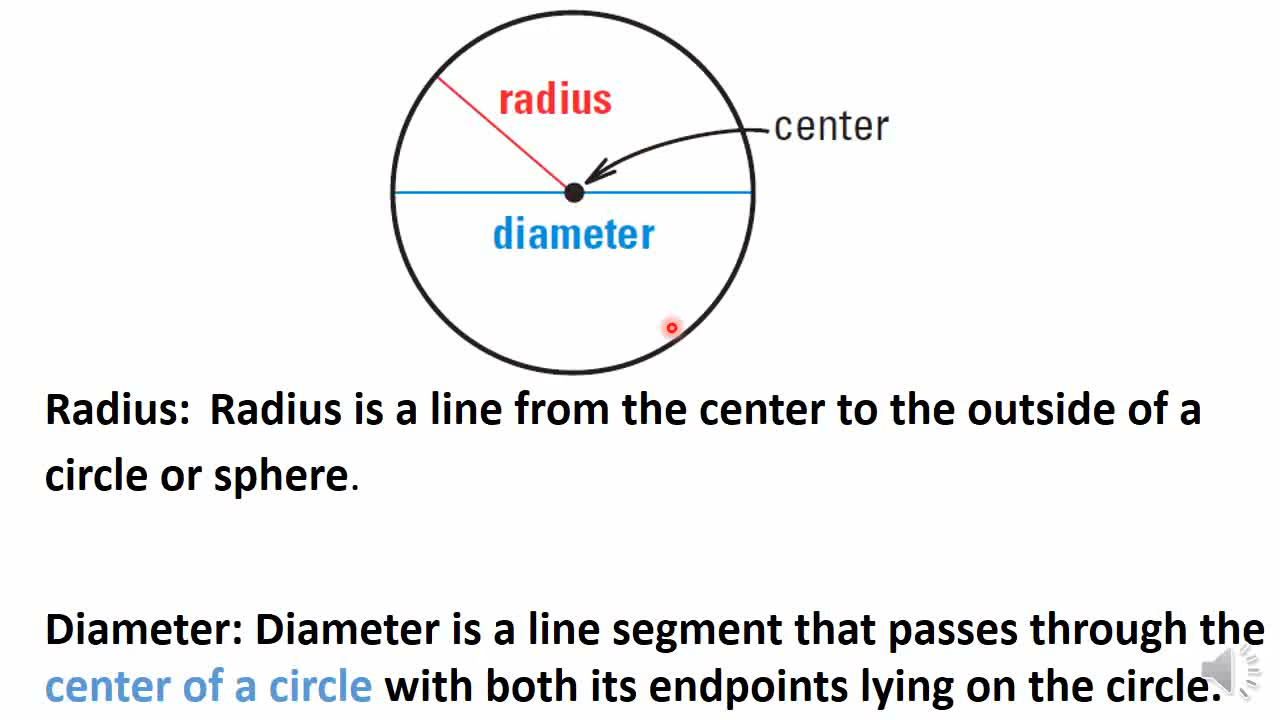 radius
center
diameter
Radius: Radius is a line from the center to the outside of a
circle or sphere.
Diameter: Diameter is a line segment that passes through the
center of a circle with both its endpoints lying on the circle.